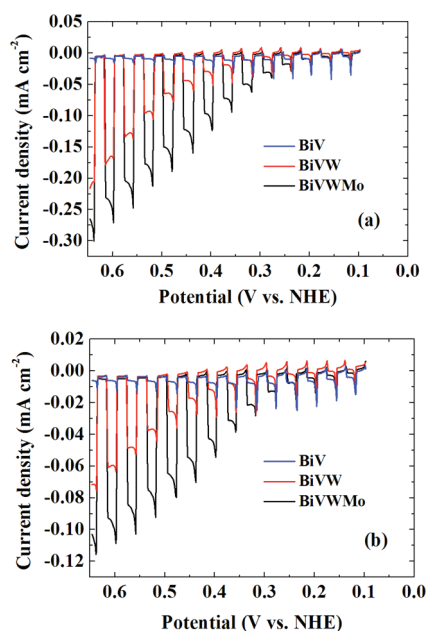 0.05
0.00
-0.05
-0.10
-0.15
-0.20
-0.25
-0.30
Current density (mA cm-2)
BiV
BiVW
BiVWMo
(a)
0.6 0.5 0.4 0.3 0.2 0.1 0.0
Potential (V vs. NHE)
0.02
0.00
-0.02
-0.04
-0.06
-0.08
-0.10
-0.12
Current density (mA cm-2)
BiV
BiVW
BiVWMo
(b)
0.6 0.5 0.4 0.3 0.2 0.1 0.0
Potential (V vs. NHE)